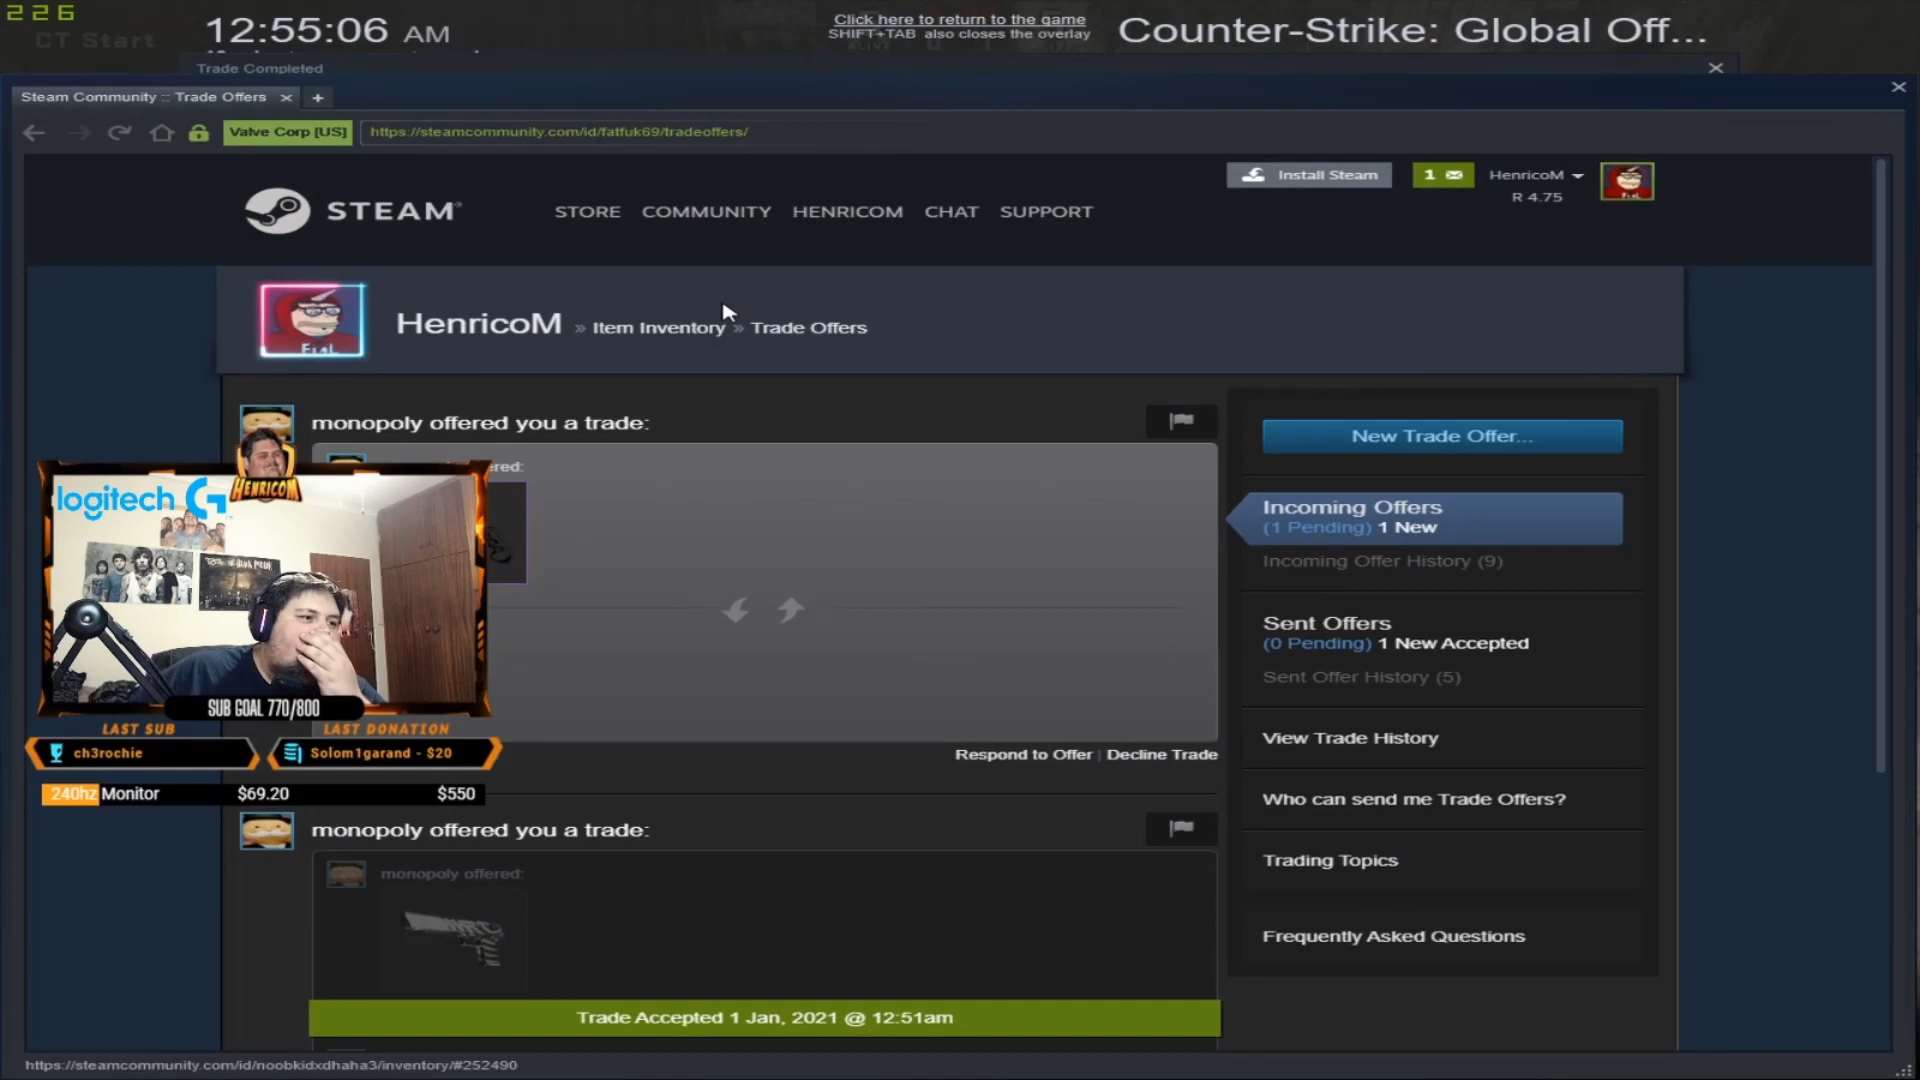 226
CT Start
12:55:06 AM
Click here to return to the game
SHIFT+TAB also closes the overlay
Counter-Strike: Global Off...
Trade Completed
Steam Community :: Trade Offers
Valve Corp [US]
https://steamcommunity.com/id/fatfuk69/tradeoffers/
Install Steam
1
HenricoM
R 4.75
STEAM
STORE
COMMUNITY
HENRICOM
CHAT
SUPPORT
HenricoM » Item Inventory » Trade Offers
monopoly offered you a trade:
ered:
New Trade Offer...
Incoming Offers
(1 Pending) 1 New
Incoming Offer History (9)
Sent Offers
(0 Pending) 1 New Accepted
Sent Offer History (5)
View Trade History
Who can send me Trade Offers?
Trading Topics
Frequently Asked Questions
logitech G
HENRICOM
SUB GOAL 770/800
LAST SUB
ch3rochie
LAST DONATION
Solom1garand - $20
240hz Monitor $69.20 $550
Respond to Offer | Decline Trade
monopoly offered you a trade:
monopoly offered:
Trade Accepted 1 Jan, 2021 @ 12:51am
https://steamcommunity.com/id/noobkidxdhaha3/inventory/#252490